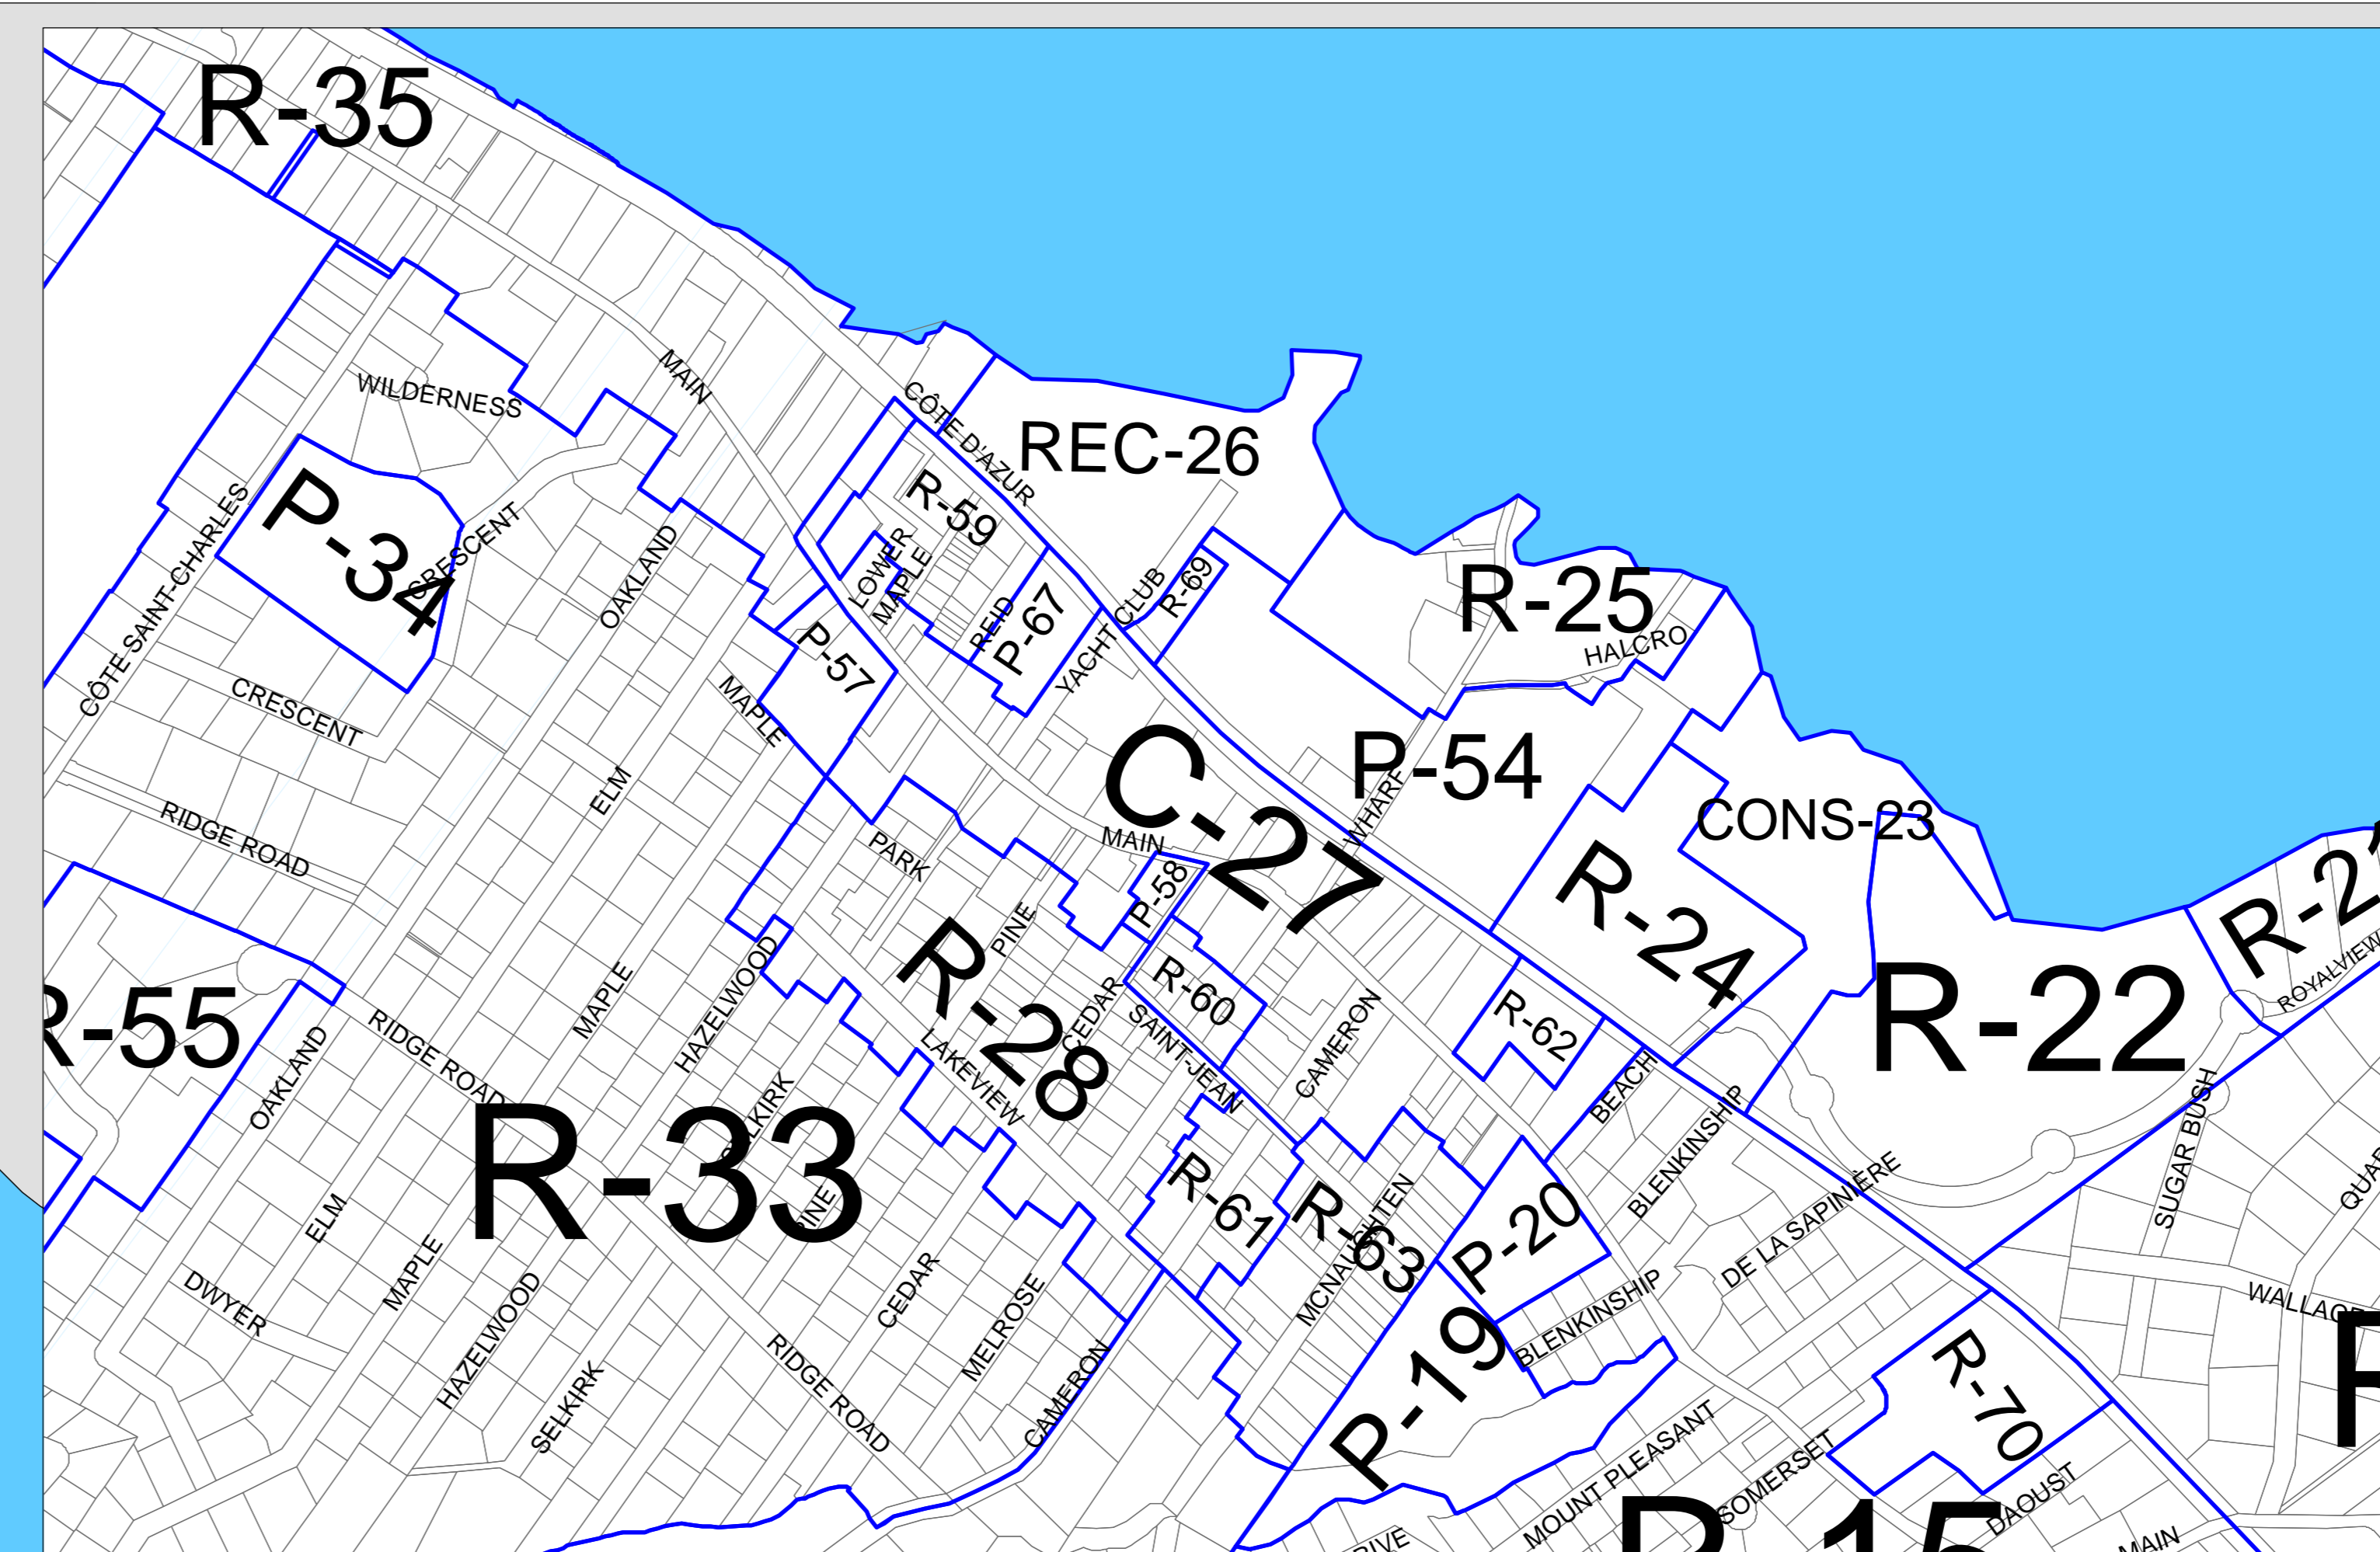 R-35
MAIN
WILDERNESS
CÔTE D'AZUR
REC-26
P-34
CRESCENT
OAKLAND
R-59
LOWER
MAPLE
REID
P-67
YACHT CLUB
R-69
R-25
HALCRO
CÔTE SAINT-CHARLES
CRESCENT
P-57
MAPLE
C-27
P-54
WHARF
CONS-23
ELM
RIDGE ROAD
PARK
MAIN
P-58
R-24
R-22
ROYALVIEW
R-55
OAKLAND
RIDGE ROAD
MAPLE
HAZELWOOD
R-28
PINE
CEDAR
R-60
SAINT-JEAN
LAKEVIEW
CAMERON
R-62
BEACH
BLENKINSHIP
SUGAR BUSH
R-33
SELKIRK
PINE
R-61
R-63
MCNAUGHTEN
P-20
DE LA SAPINIÈRE
ELM
MAPLE
DWYER
HAZELWOOD
SELKIRK
CEDAR
MELROSE
CAMERON
RIDGE ROAD
P-19
BLENKINSHIP
R-70
MOUNT PLEASANT
SOMERSET
DAOUST
MAIN